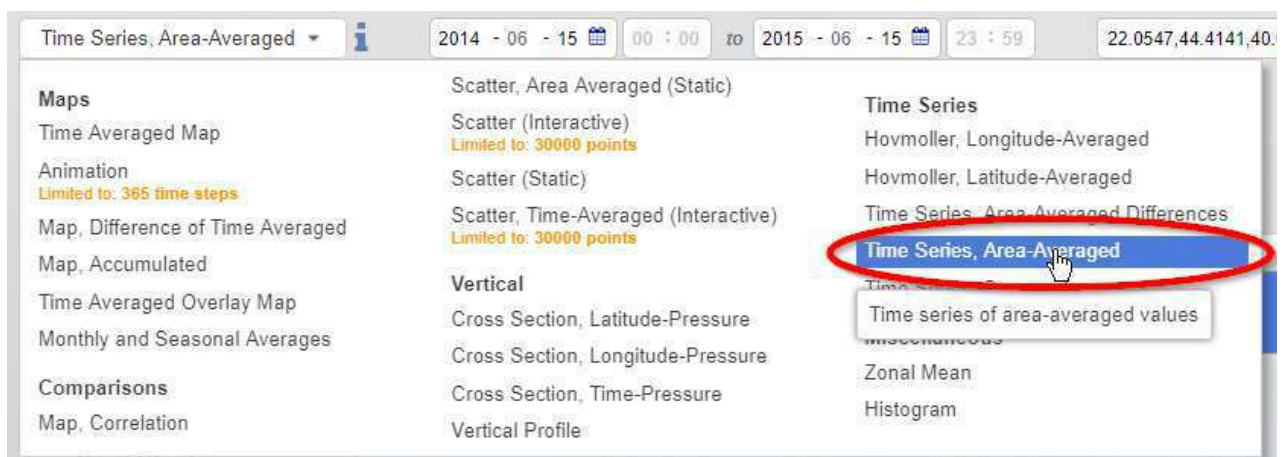 Time Series, Area-Averaged
2014 - 06 - 15 00 : 00 to 2015 - 06 - 15 23 : 59 22.0547,44.4141,40.
Maps
Time Averaged Map
Animation
Limited to: 365 time steps
Map, Difference of Time Averaged
Map, Accumulated
Time Averaged Overlay Map
Monthly and Seasonal Averages
Comparisons
Map, Correlation
Scatter, Area Averaged (Static)
Scatter (Interactive)
Limited to: 30000 points
Scatter (Static)
Scatter, Time-Averaged (Interactive)
Limited to: 30000 points
Vertical
Cross Section, Latitude-Pressure
Cross Section, Longitude-Pressure
Cross Section, Time-Pressure
Vertical Profile
Time Series
Hovmoller, Longitude-Averaged
Hovmoller, Latitude-Averaged
Time Series, Area-Averaged Differences
Time Series, Area-Averaged
Time series of area-averaged values
Miscellaneous
Zonal Mean
Histogram